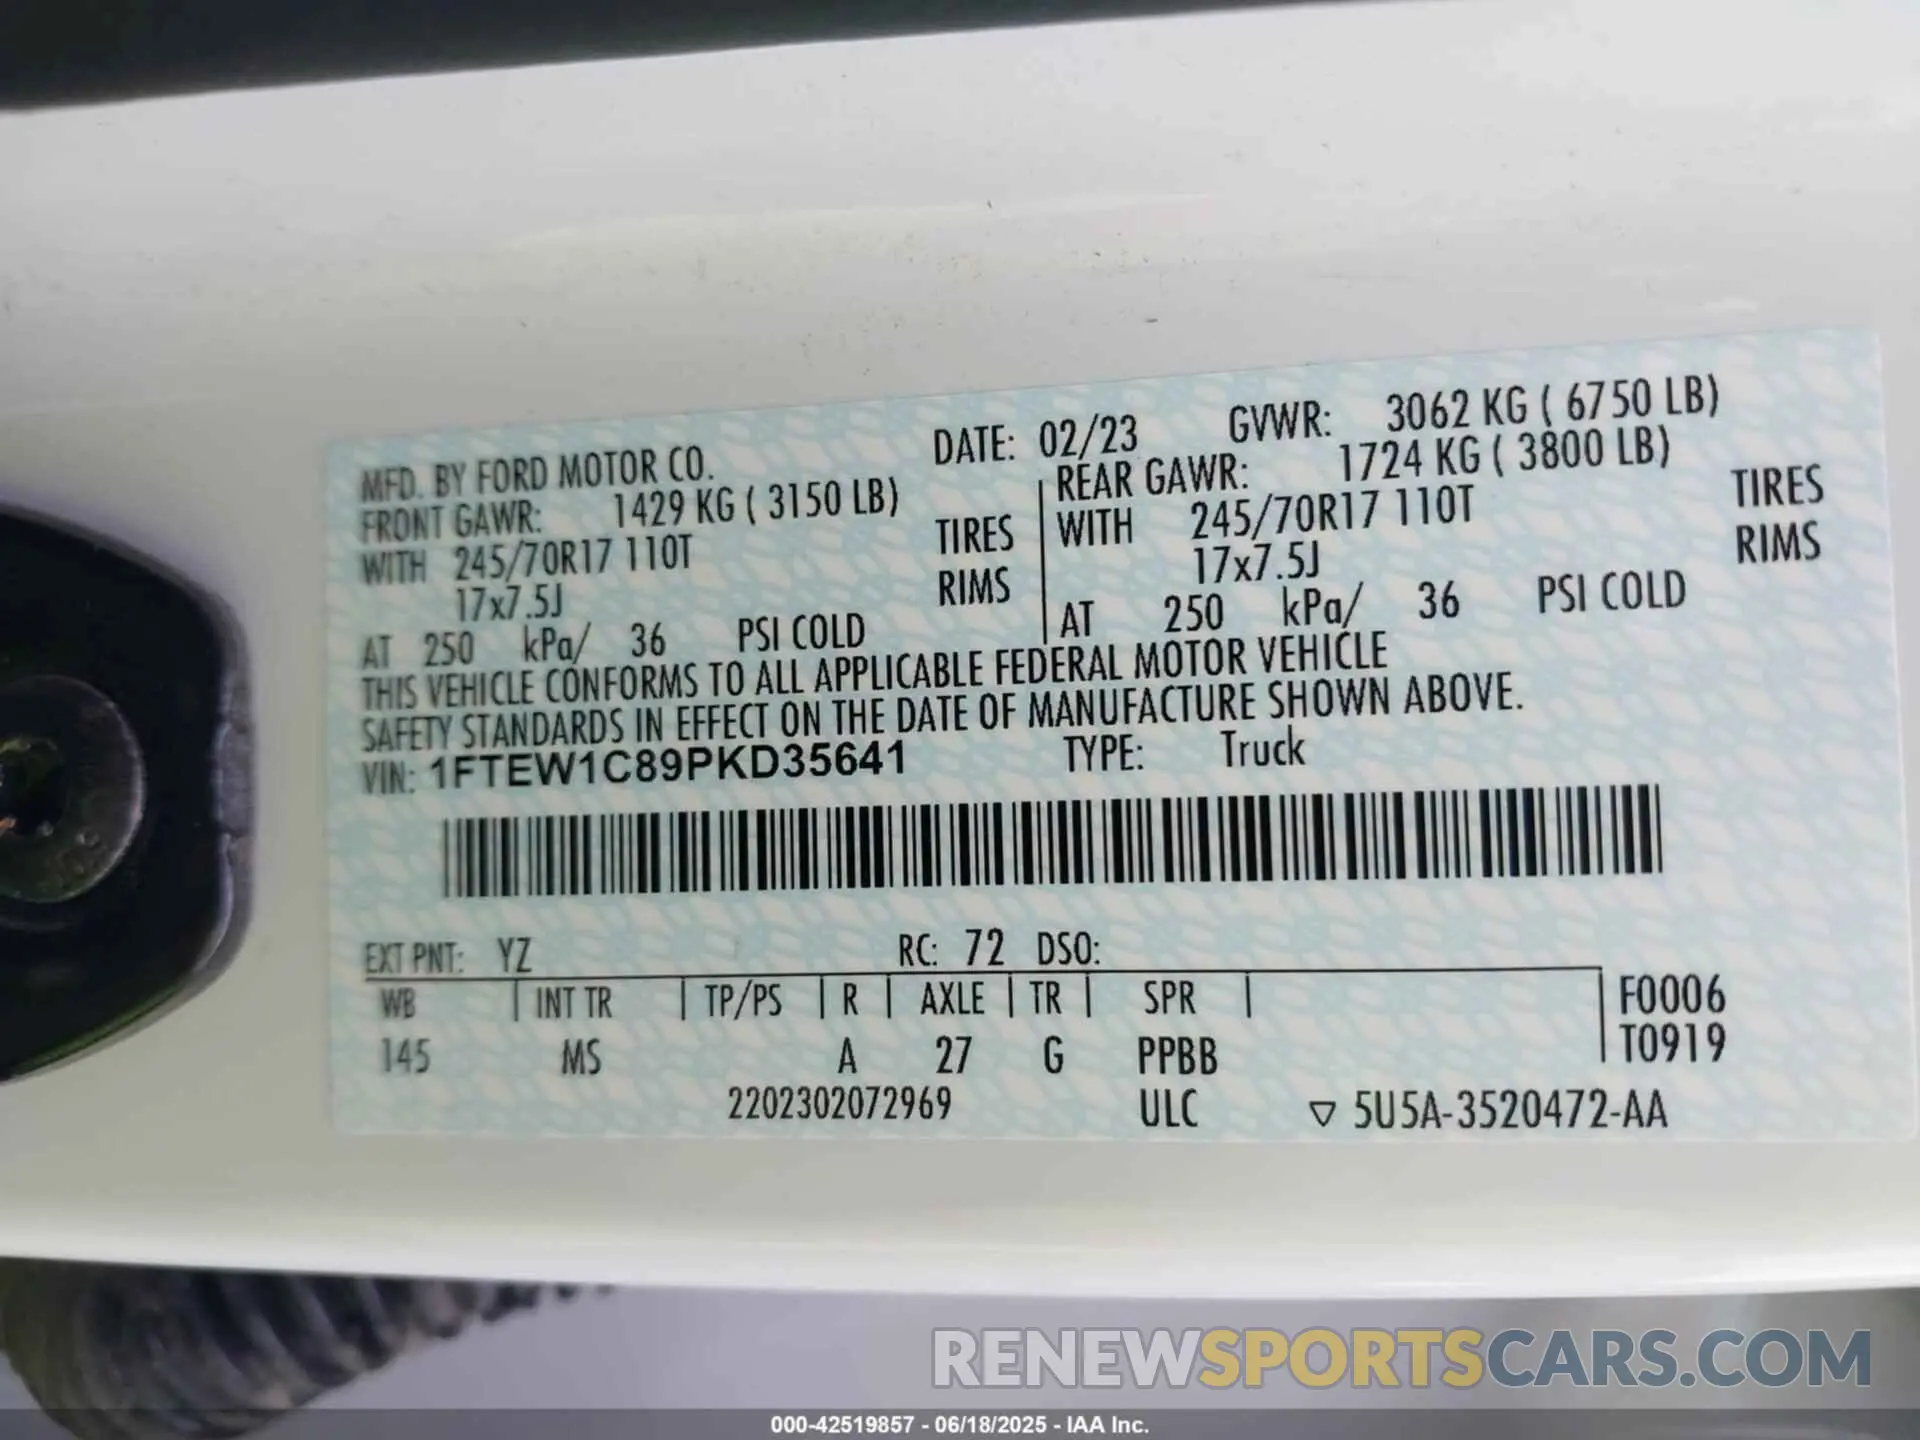 MFD. BY FORD MOTOR CO. DATE: 02/23 GVWR: 3062 KG ( 6750 LB)
FRONT GAWR: 1429 KG ( 3150 LB) REAR GAWR: 1724 KG ( 3800 LB)
WITH 245/70R17 110T TIRES WITH 245/70R17 110T TIRES
17x7.5J RIMS 17x7.5J RIMS
AT 250 kPa/ 36 PSI COLD AT 250 kPa/ 36 PSI COLD
THIS VEHICLE CONFORMS TO ALL APPLICABLE FEDERAL MOTOR VEHICLE
SAFETY STANDARDS IN EFFECT ON THE DATE OF MANUFACTURE SHOWN ABOVE.
VIN: 1FTEW1C89PKD35641 TYPE: Truck
EXT PNT: YZ RC: 72 DSO:
WB | INT TR | TP/PS | R | AXLE | TR | SPR | F0006
145 MS A 27 G PPBB T0919
2202302072969 ULC ▽ 5U5A-3520472-AA
RENEWSPORTSCARS.COM
000-42519857 - 06/18/2025 - IAA Inc.